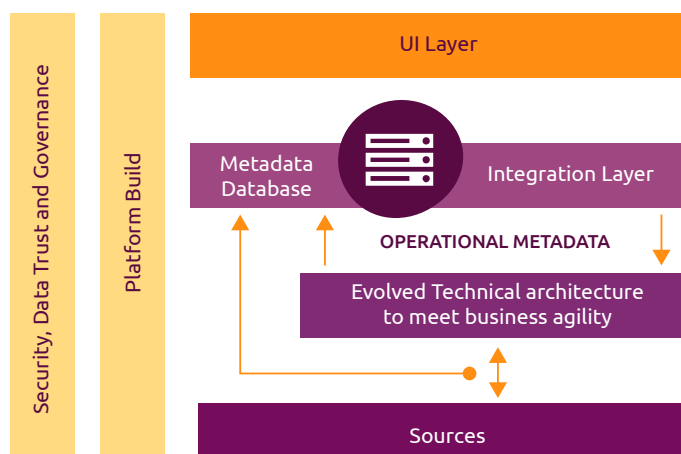 Security, Data Trust and Governance
Platform Build
UI Layer
Metadata
Database
Integration Layer
OPERATIONAL METADATA
Evolved Technical architecture
to meet business agility
Sources